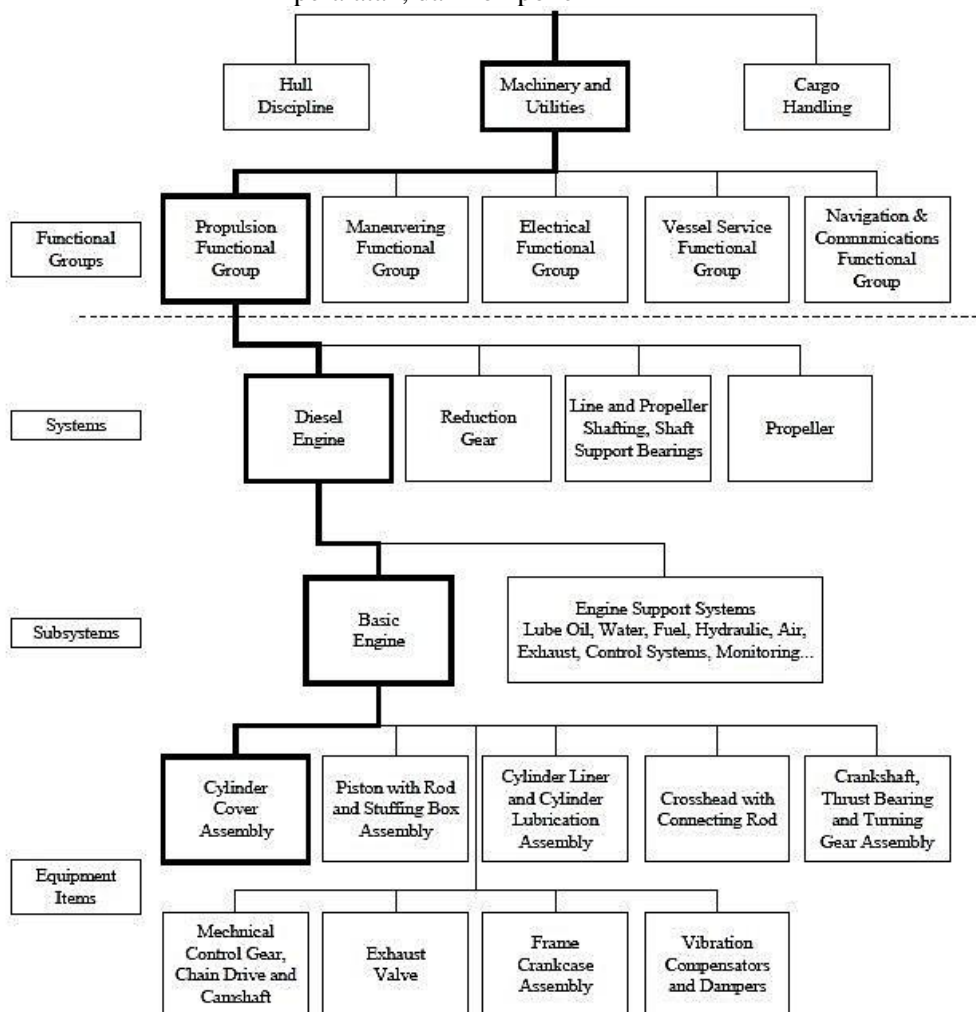 Hull
Discipline
Machinery and
Utilities
Cargo
Handling
Functional
Groups
Propulsion
Functional
Group
Maneuvering
Functional
Group
Electrical
Functional
Group
Vessel Service
Functional
Group
Navigation &
Communications
Functional
Group
Systems
Diesel
Engine
Reduction
Gear
Line and Propeller
Shafting, Shaft
Support Bearings
Propeller
Subsystems
Basic
Engine
Engine Support Systems
Lube Oil, Water, Fuel, Hydraulic, Air,
Exhaust, Control Systems, Monitoring...
Equipment
Items
Cylinder
Cover
Assembly
Piston with Rod
and Stuffing Box
Assembly
Cylinder Liner
and Cylinder
Lubrication
Assembly
Crosshead with
Connecting Rod
Crankshaft,
Thrust Bearing
and Turning
Gear Assembly
Mechnical
Control Gear,
Chain Drive and
Camshaft
Exhaust
Valve
Frame
Crankcase
Assembly
Vibration
Compensators
and Dampers